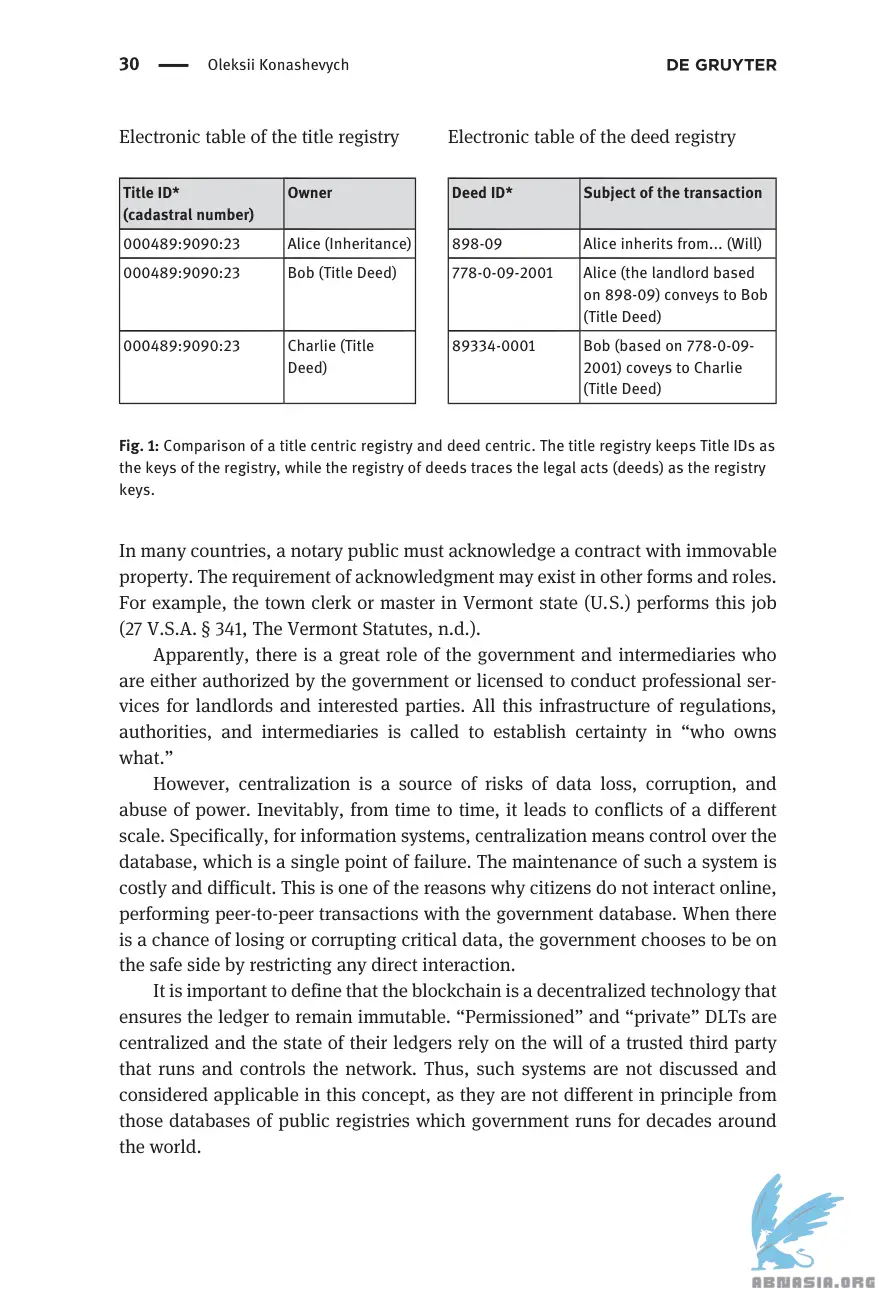 30 — Oleksii Konashevych DE GRUYTER
Electronic table of the title registry
Title ID* (cadastral number) Owner
000489:9090:23 Alice (Inheritance)
000489:9090:23 Bob (Title Deed)
000489:9090:23 Charlie (Title Deed)
Electronic table of the deed registry
Deed ID* Subject of the transaction
898-09 Alice inherits from... (Will)
778-0-09-2001 Alice (the landlord based
on 898-09) conveys to Bob
(Title Deed)
89334-0001 Bob (based on 778-0-09-
2001) coveys to Charlie
(Title Deed)
Fig. 1: Comparison of a title centric registry and deed centric. The title registry keeps Title IDs as
the keys of the registry, while the registry of deeds traces the legal acts (deeds) as the registry
keys.
In many countries, a notary public must acknowledge a contract with immovable
property. The requirement of acknowledgment may exist in other forms and roles.
For example, the town clerk or master in Vermont state (U.S.) performs this job
(27 V.S.A. § 341, The Vermont Statutes, n.d.).
Apparently, there is a great role of the government and intermediaries who
are either authorized by the government or licensed to conduct professional ser-
vices for landlords and interested parties. All this infrastructure of regulations,
authorities, and intermediaries is called to establish certainty in “who owns
what.”
However, centralization is a source of risks of data loss, corruption, and
abuse of power. Inevitably, from time to time, it leads to conflicts of a different
scale. Specifically, for information systems, centralization means control over the
database, which is a single point of failure. The maintenance of such a system is
costly and difficult. This is one of the reasons why citizens do not interact online,
performing peer-to-peer transactions with the government database. When there
is a chance of losing or corrupting critical data, the government chooses to be on
the safe side by restricting any direct interaction.
It is important to define that the blockchain is a decentralized technology that
ensures the ledger to remain immutable. “Permissioned” and “private” DLTs are
centralized and the state of their ledgers rely on the will of a trusted third party
that runs and controls the network. Thus, such systems are not discussed and
considered applicable in this concept, as they are not different in principle from
those databases of public registries which government runs for decades around
the world.
ABNASIA.ORG